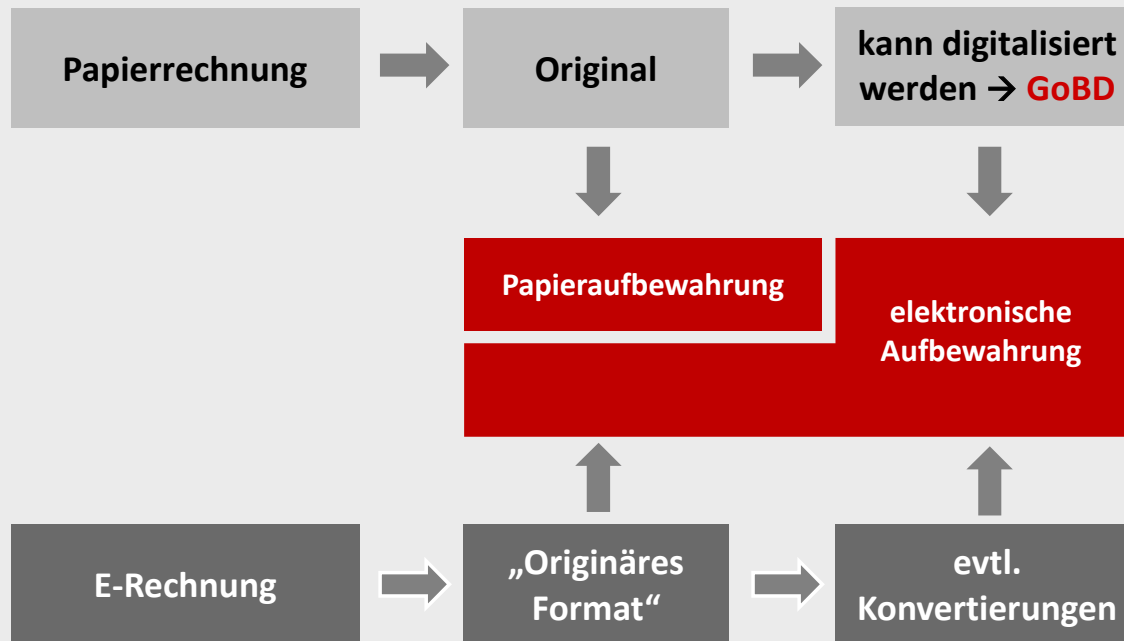 Papierrechnung
Original
kann digitalisiert
werden → GoBD
Papieraufbewahrung
elektronische
Aufbewahrung
E-Rechnung
„Originäres
Format“
evtl.
Konvertierungen